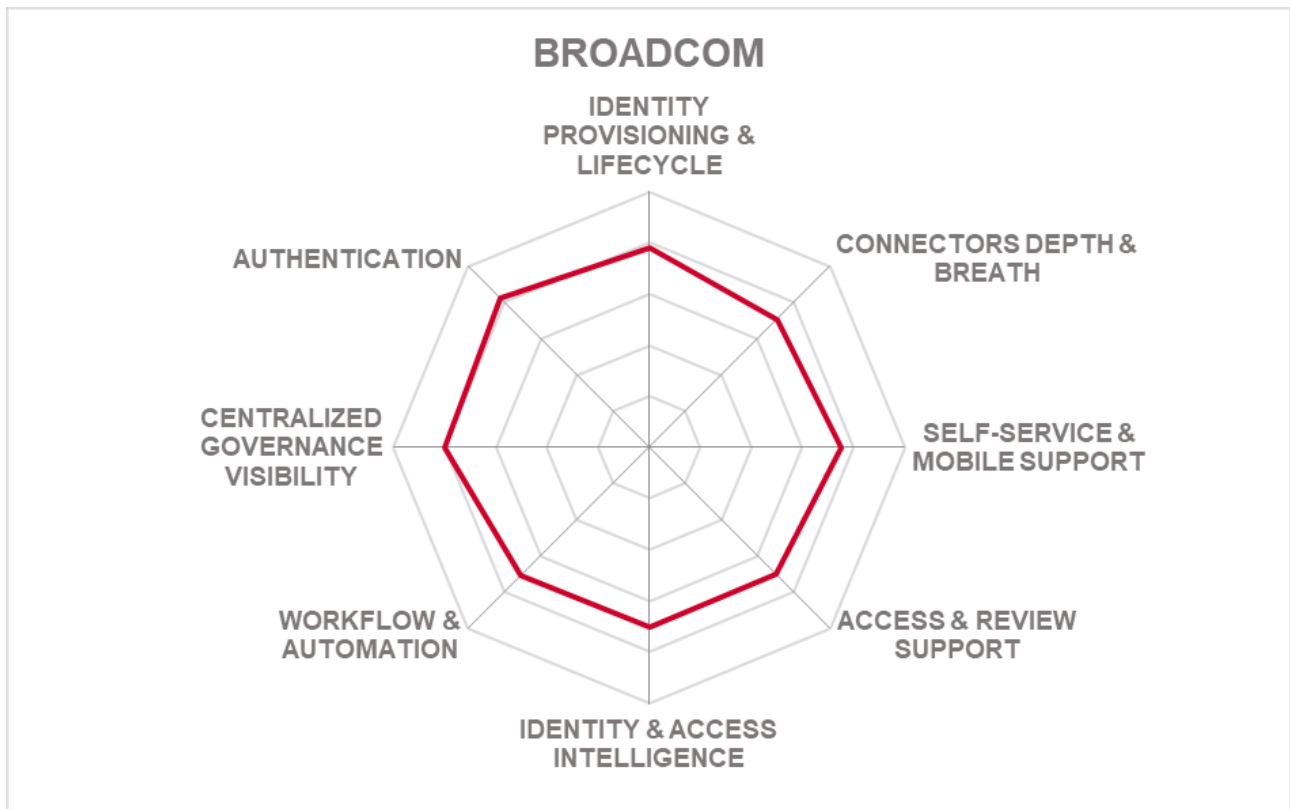 BROADCOM
IDENTITY
PROVISIONING &
LIFECYCLE
CONNECTORS DEPTH &
BREATH
SELF-SERVICE &
MOBILE SUPPORT
ACCESS & REVIEW
SUPPORT
IDENTITY & ACCESS
INTELLIGENCE
WORKFLOW &
AUTOMATION
CENTRALIZED
GOVERNANCE
VISIBILITY
AUTHENTICATION